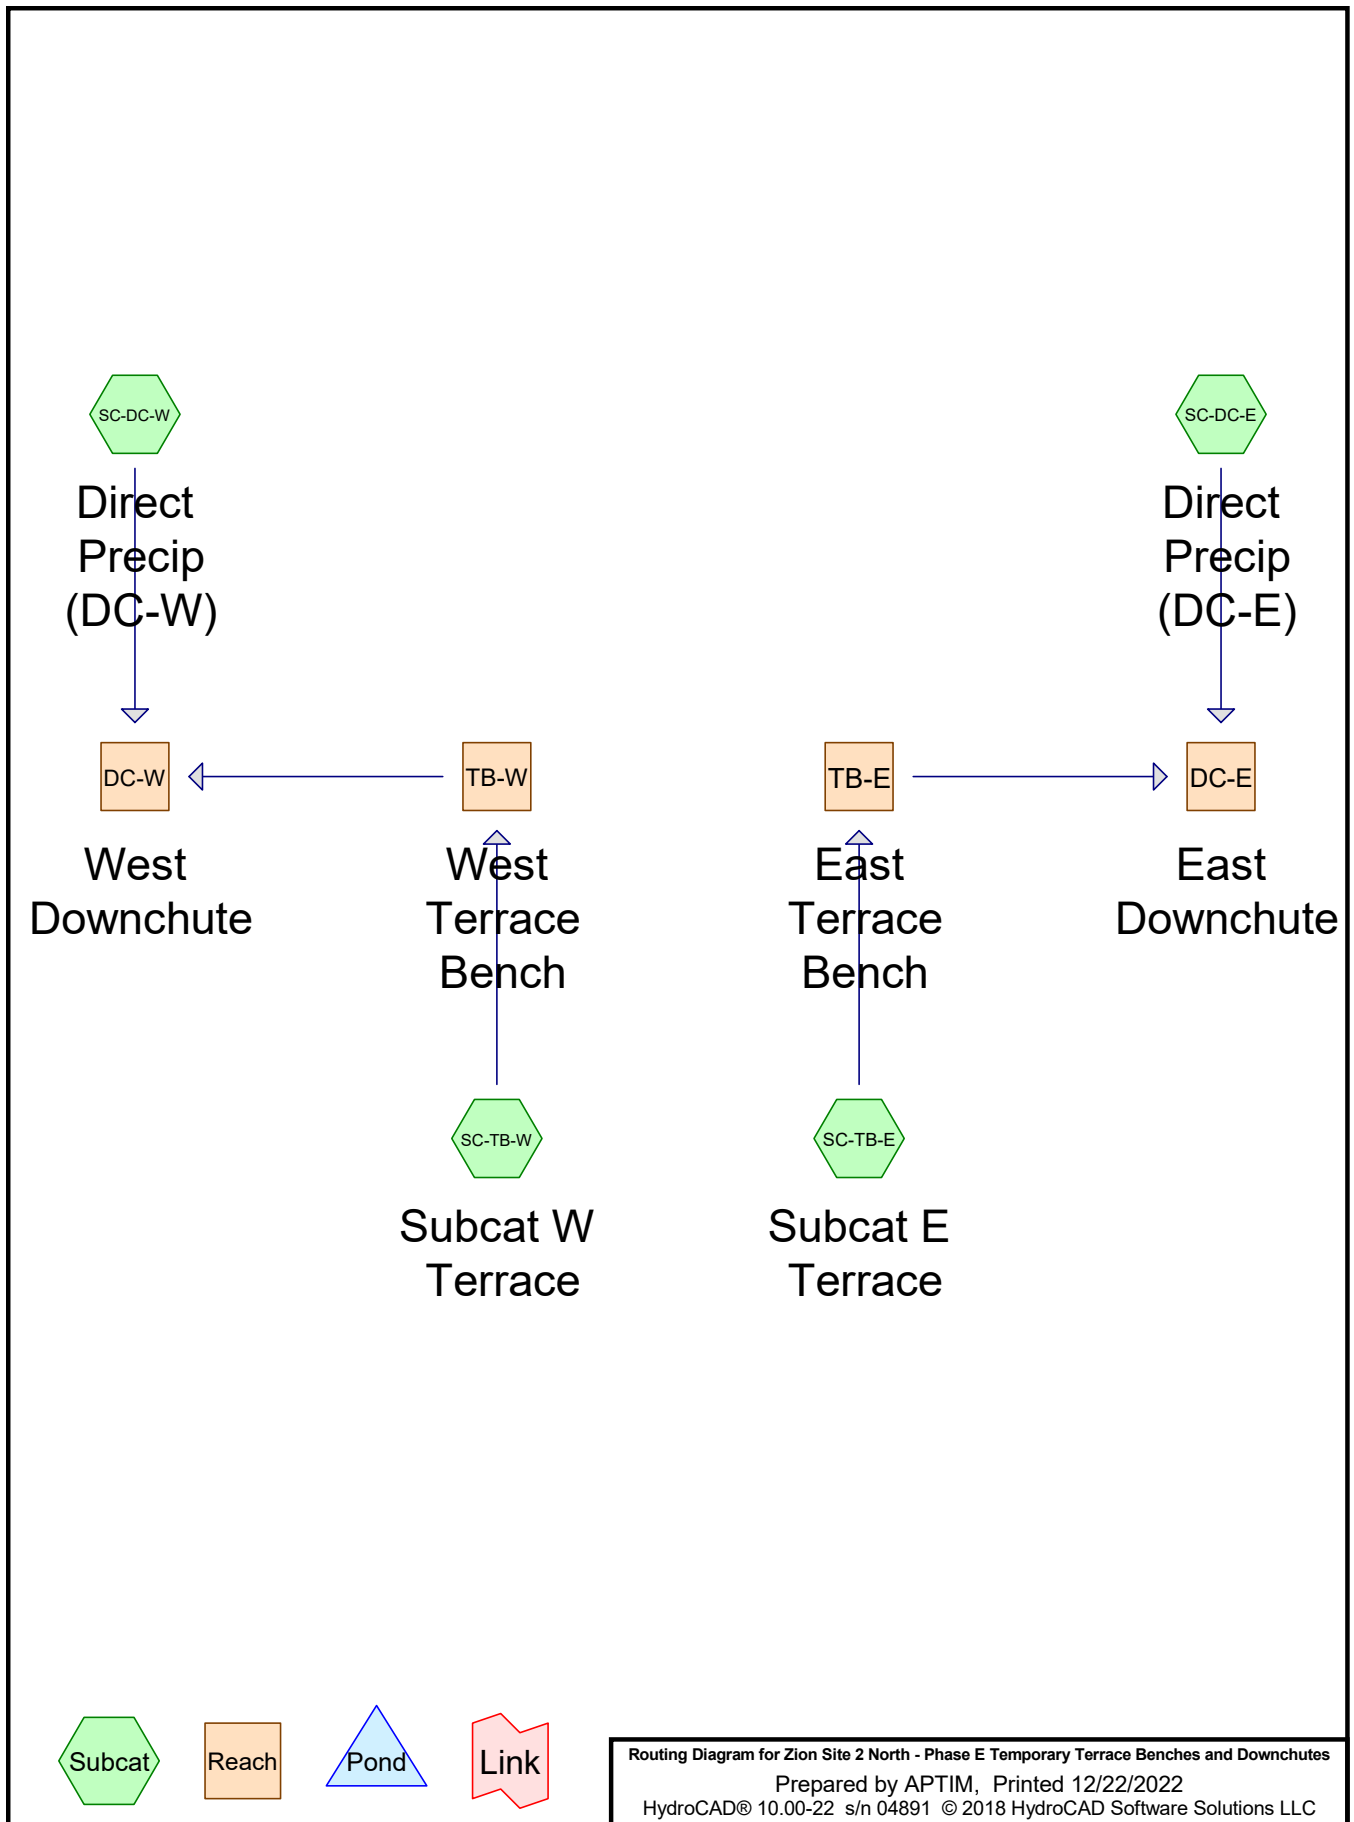 SC-DC-W
Direct
Precip
(DC-W)
SC-DC-E
Direct
Precip
(DC-E)
DC-W
West
Downchute
TB-W
West
Terrace
Bench
TB-E
East
Terrace
Bench
DC-E
East
Downchute
SC-TB-W
Subcat W
Terrace
SC-TB-E
Subcat E
Terrace
Subcat
Reach
Pond
Link
Routing Diagram for Zion Site 2 North - Phase E Temporary Terrace Benches and Downchutes
Prepared by APTIM, Printed 12/22/2022
HydroCAD® 10.00-22 s/n 04891 © 2018 HydroCAD Software Solutions LLC